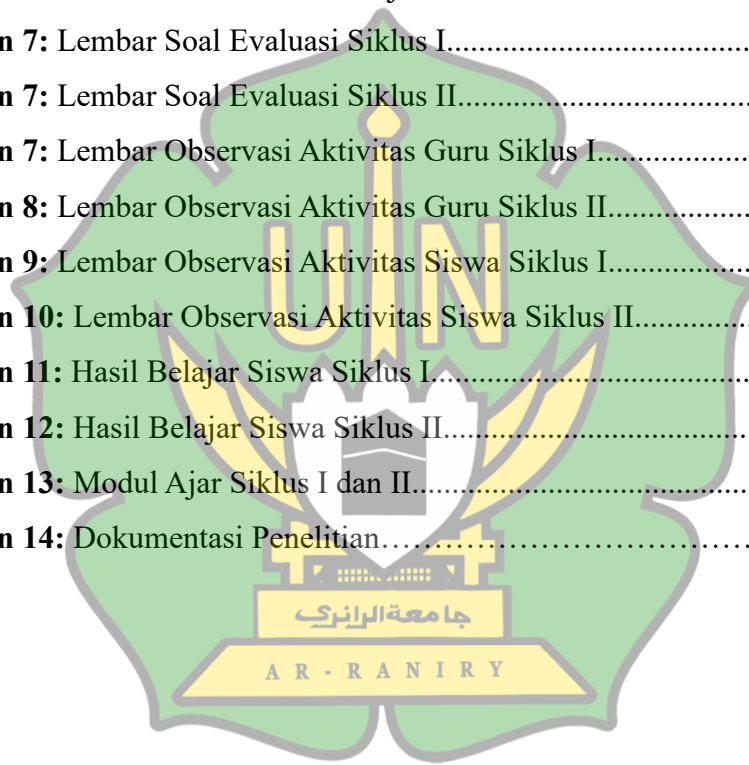 n 7: Lembar Soal Evaluasi Siklus I...................................
n 7: Lembar Soal Evaluasi Siklus II..................................
n 7: Lembar Observasi Aktivitas Guru Siklus I...................
n 8: Lembar Observasi Aktivitas Guru Siklus II..................
n 9: Lembar Observasi Aktivitas Siswa Siklus I..................
n 10: Lembar Observasi Aktivitas Siswa Siklus II...............
n 11: Hasil Belajar Siswa Siklus I.....................................
n 12: Hasil Belajar Siswa Siklus II....................................
n 13: Modul Ajar Siklus I dan II.......................................
n 14: Dokumentasi Penelitian……………………………………
UIN
جامعة الرانري
AR-RANIRY